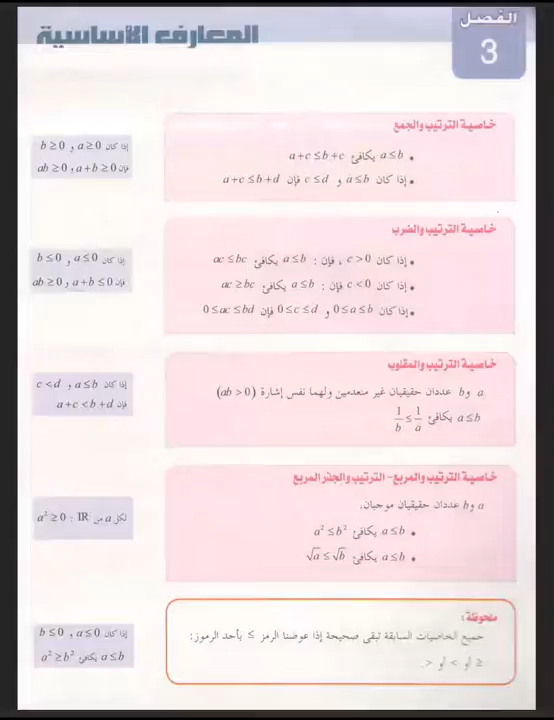 الفصل
3
المعارف الأساسية
خاصية الترتيب والجمع
• a≤b يكافئ a+c≤b+c
• إذا كان a≤b و c≤d فإن a+c≤b+d
إذا كان a≥0 و b≥0
فإن a+b≥0 و ab≥0
خاصية الترتيب والضرب
• إذا كان c>0 ، فإن : a≤b يكافئ ac≤bc
• إذا كان c<0 فإن : a≤b يكافئ ac≥bc
• إذا كان 0≤a≤b و 0≤c≤d فإن 0≤ac≤bd
إذا كان a≤0 و b≤0
فإن a+b≤0 و ab≥0
خاصية الترتيب والمقلوب
a و b عددان حقيقيان غير منعدمين ولهما نفس إشارة (ab>0)
a≤b يكافئ 1/b ≤ 1/a
إذا كان a≤b و c<d
فإن a+c<b+d
خاصية الترتيب والمربع- الترتيب والجذر المربع
a و b عددان حقيقيان موجبان.
• a≤b يكافئ a²≤b²
• a≤b يكافئ √a≤√b
لكل a من IR : a²≥0
ملحوظة :
جميع الخاصيات السابقة تبقى صحيحة إذا عوضنا الرمز ≤ بأحد الرموز:
≥ أو > أو <.
إذا كان a≤0 و b≤0
a≤b يكافئ a²≥b²